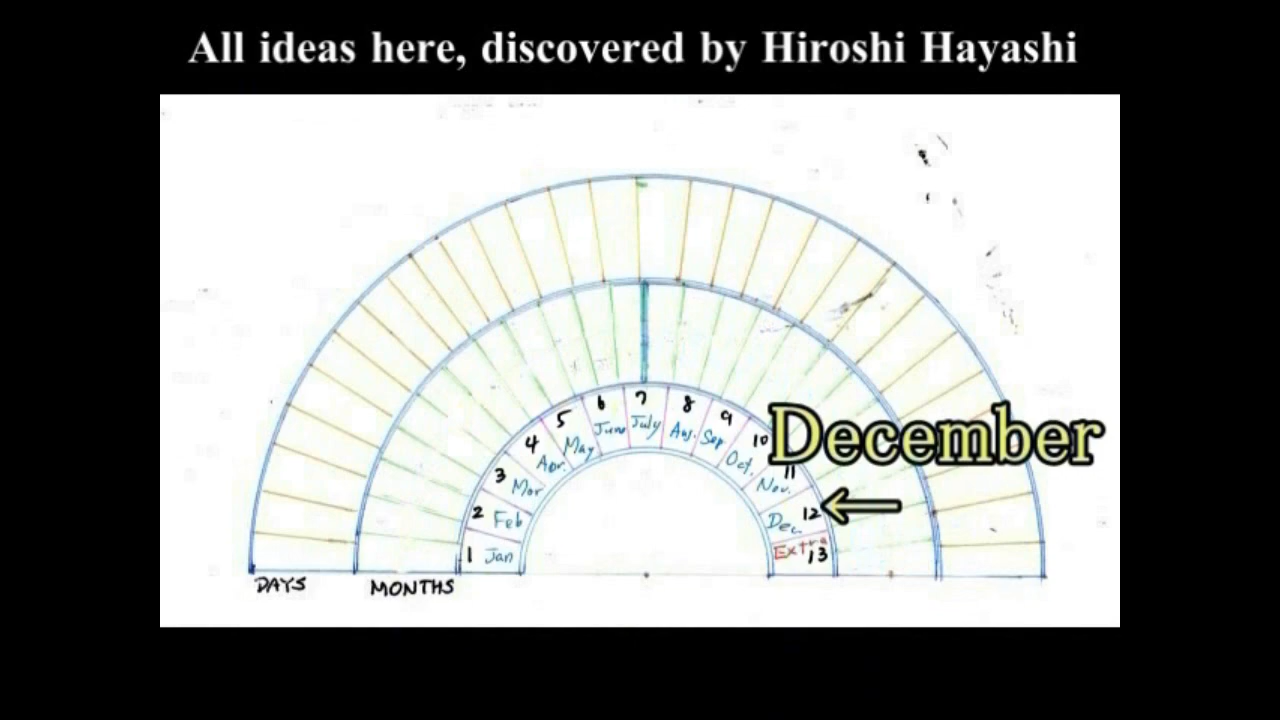 All ideas here, discovered by Hiroshi Hayashi
1 Jan
2 Feb
3 Mar
4 Apr.
5 May
6 June
7 July
8 Aug.
9 Sep
10 Oct.
11 Nov.
12 Dec
Extra 13
December
DAYS
MONTHS